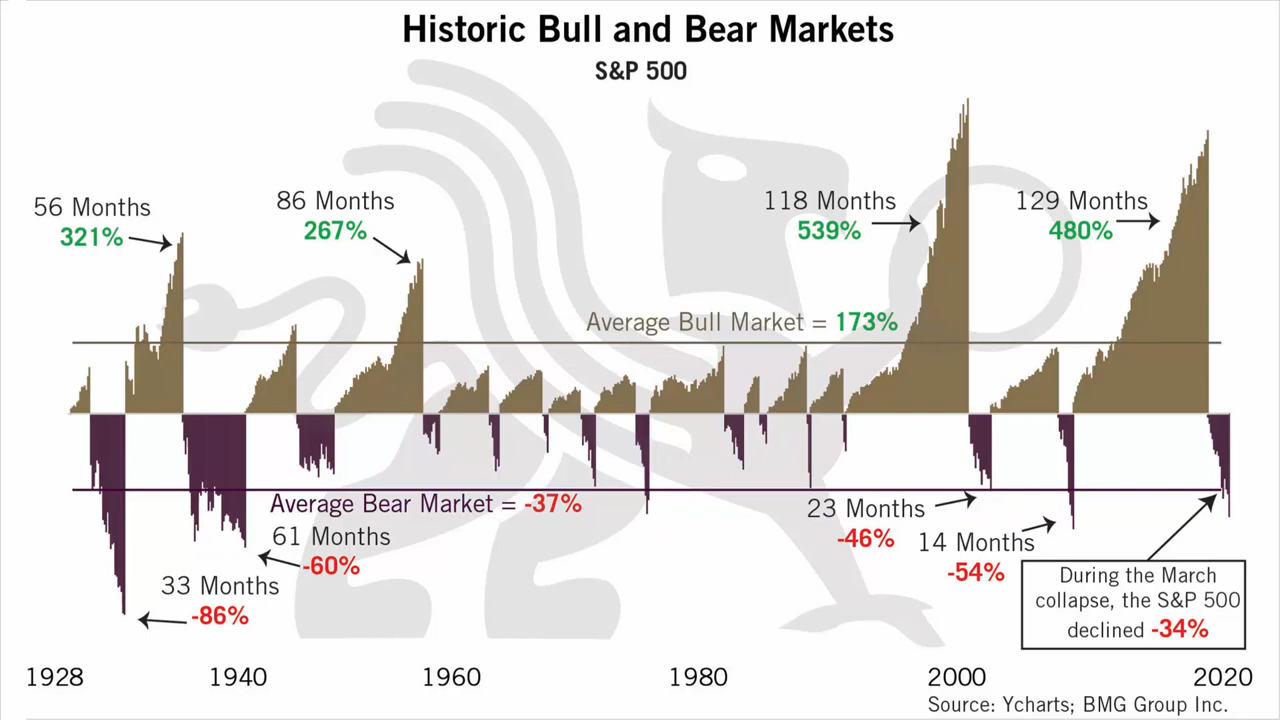 Historic Bull and Bear Markets
S&P 500
56 Months
321%
86 Months
267%
118 Months
539%
129 Months
480%
Average Bull Market = 173%
Average Bear Market = -37%
61 Months
-60%
33 Months
-86%
23 Months
-46%
14 Months
-54%
During the March
collapse, the S&P 500
declined -34%
1928 1940 1960 1980 2000 2020
Source: Ycharts; BMG Group Inc.